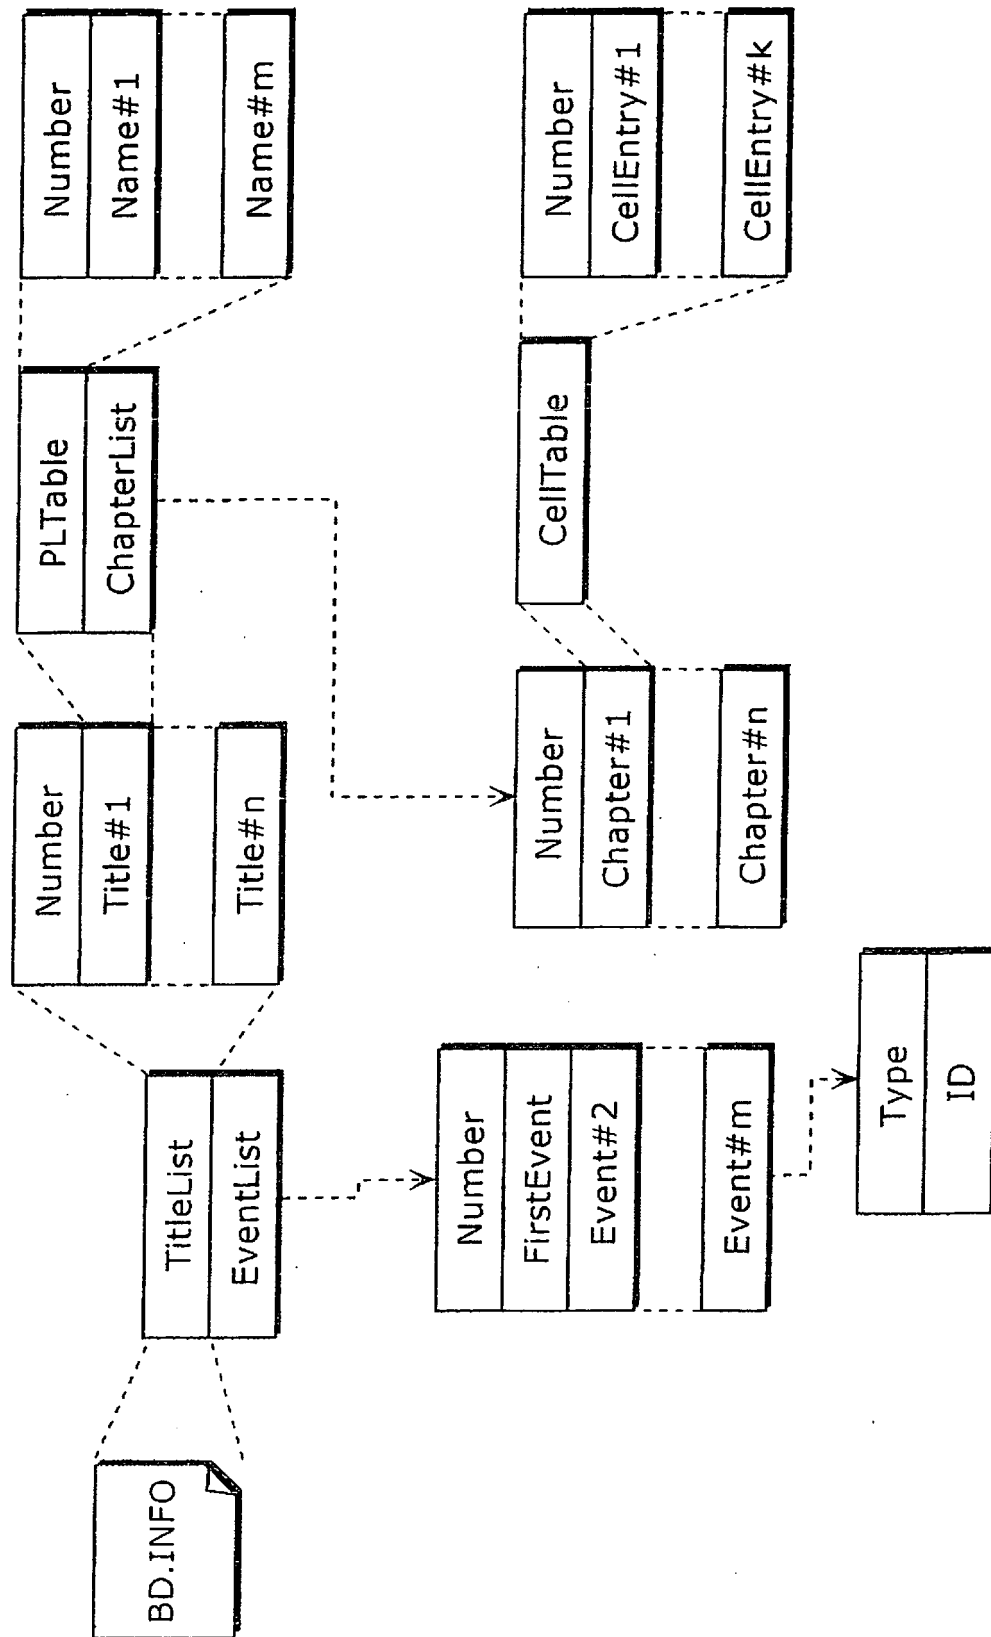 BD.INFO
TitleList
EventList
Number
Title#1
Title#n
PLTable
ChapterList
Number
Name#1
Name#m
Number
FirstEvent
Event#2
Event#m
Type
ID
Number
Chapter#1
Chapter#n
CellTable
Number
CellEntry#1
CellEntry#k